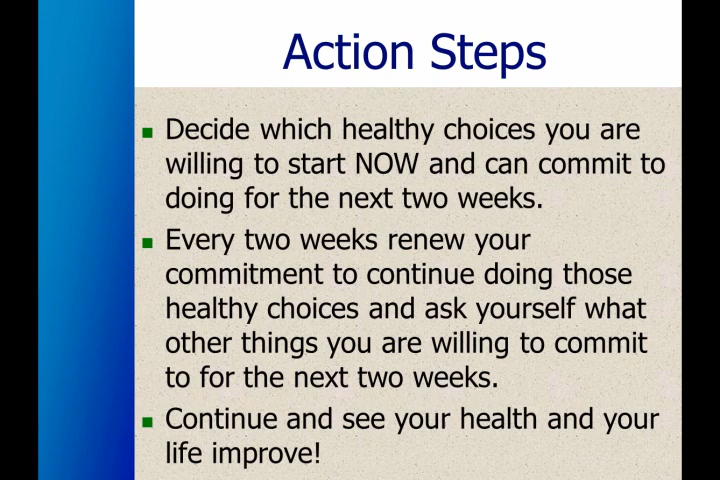 Action Steps
Decide which healthy choices you are
willing to start NOW and can commit to
doing for the next two weeks.
Every two weeks renew your
commitment to continue doing those
healthy choices and ask yourself what
other things you are willing to commit
to for the next two weeks.
Continue and see your health and your
life improve!